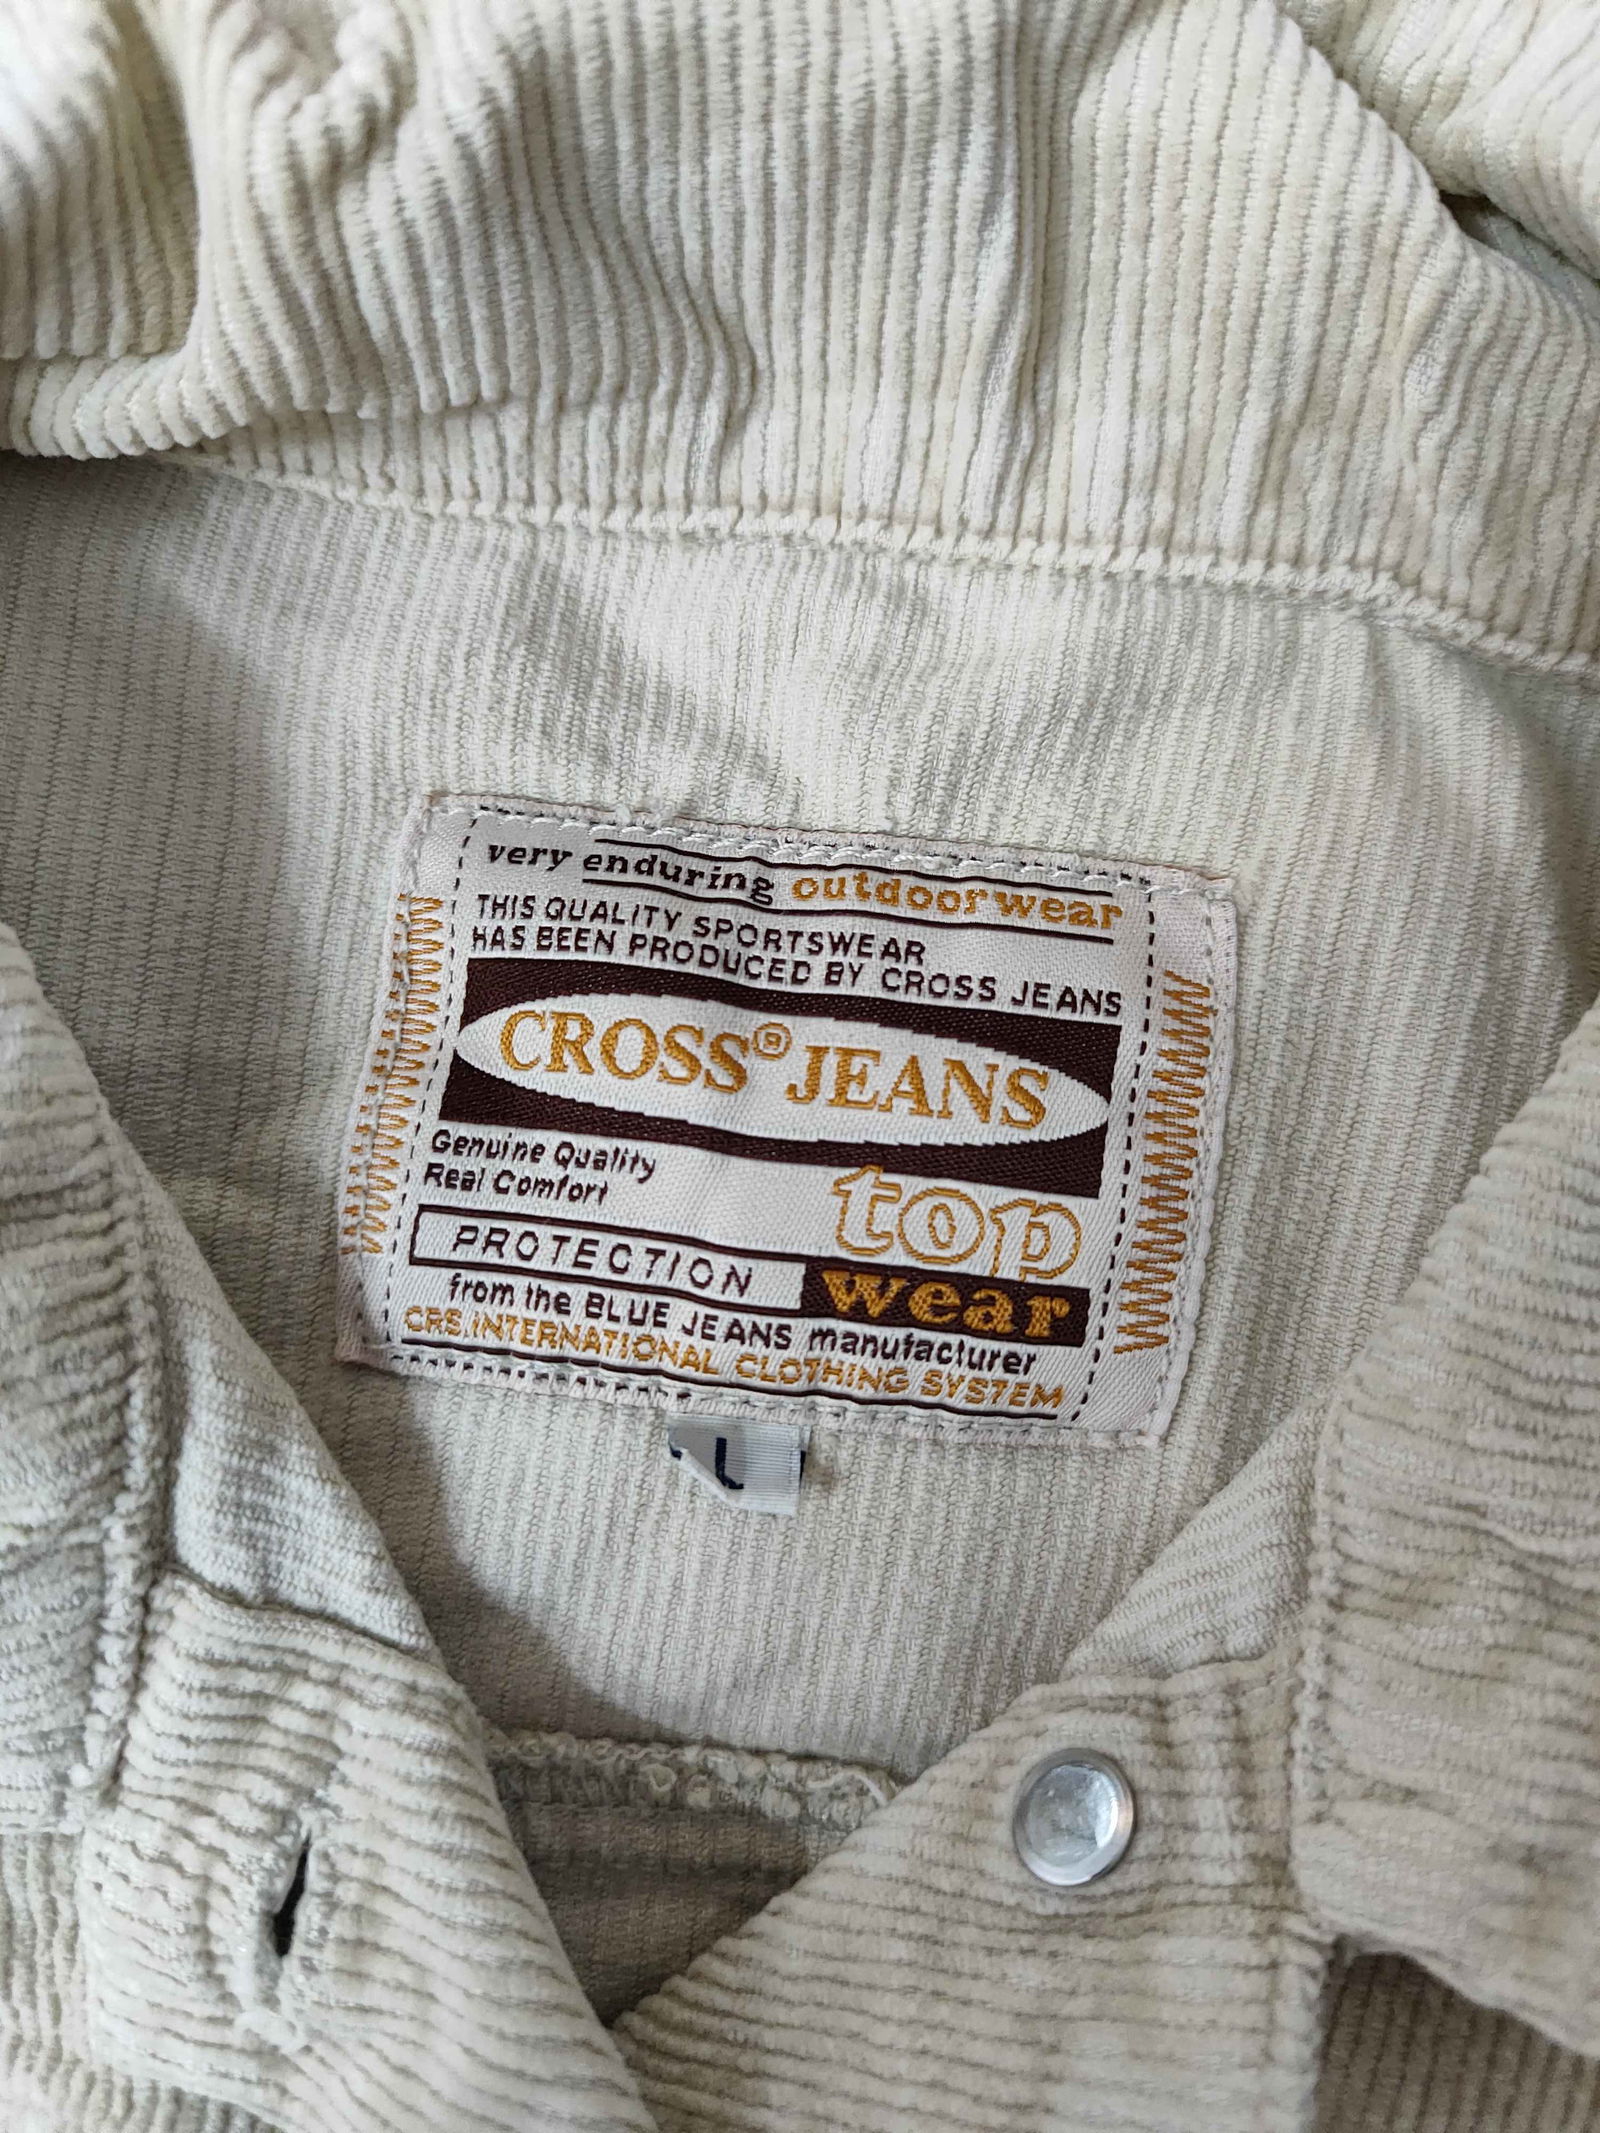 very enduring outdoorwear
THIS QUALITY SPORTSWEAR
HAS BEEN PRODUCED BY CROSS JEANS
CROSS® JEANS
Genuine Quality
Real Comfort
top
PROTECTION wear
from the BLUE JEANS manufacturer
CRS.INTERNATIONAL CLOTHING SYSTEM
L